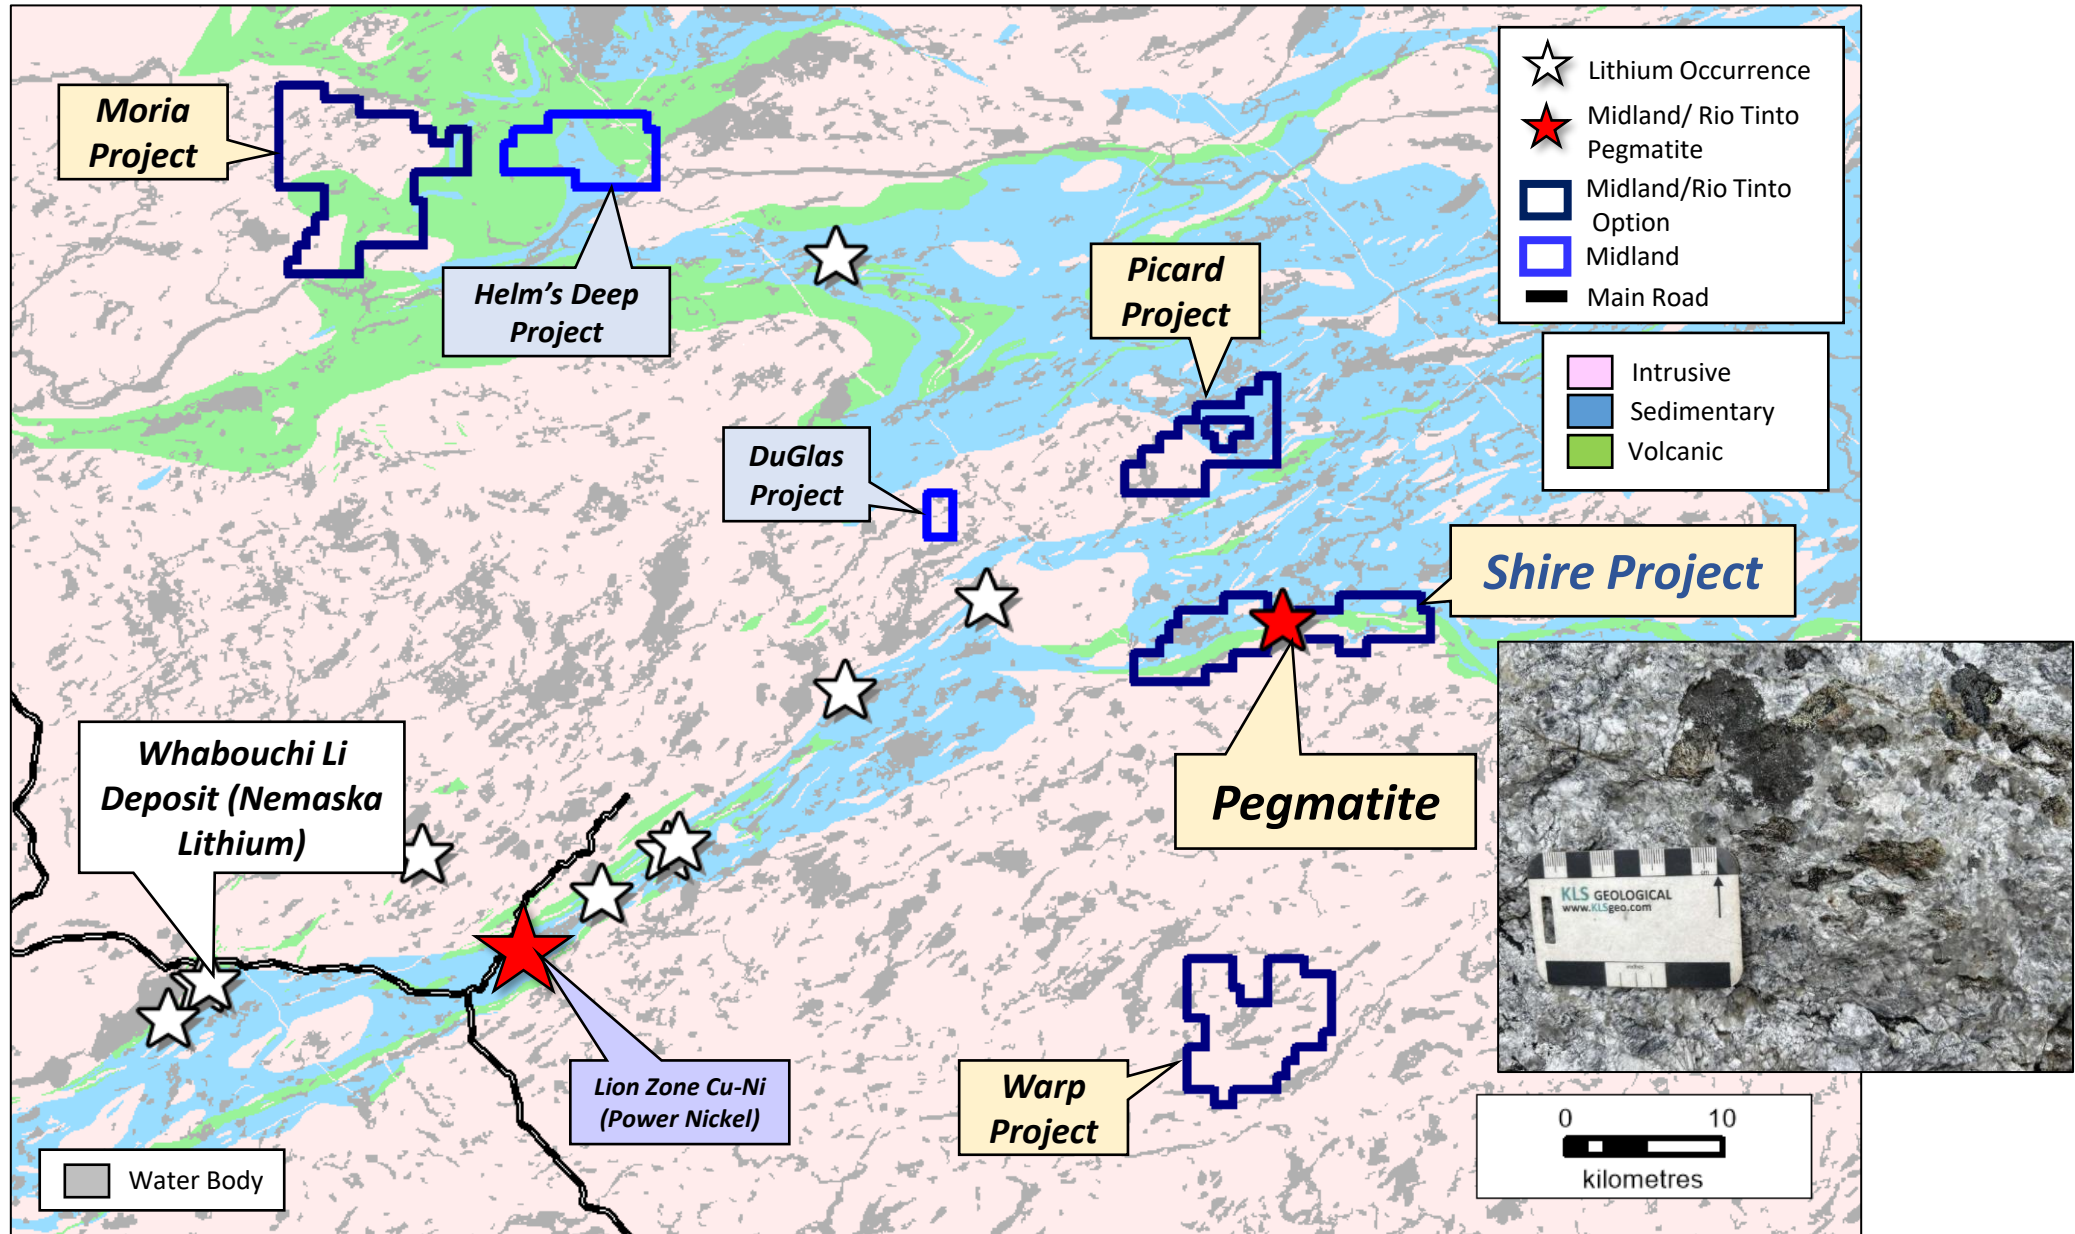 Moria
Project
Helm's Deep
Project
Picard
Project
DuGlas
Project
Shire Project
Pegmatite
Whabouchi Li
Deposit (Nemaska
Lithium)
Lion Zone Cu-Ni
(Power Nickel)
Warp
Project
Water Body
Lithium Occurrence
Midland/ Rio Tinto
Pegmatite
Midland/Rio Tinto
Option
Midland
Main Road
Intrusive
Sedimentary
Volcanic
cm
KLS GEOLOGICAL
www.KLSgeo.com
inches
0 10
kilometres